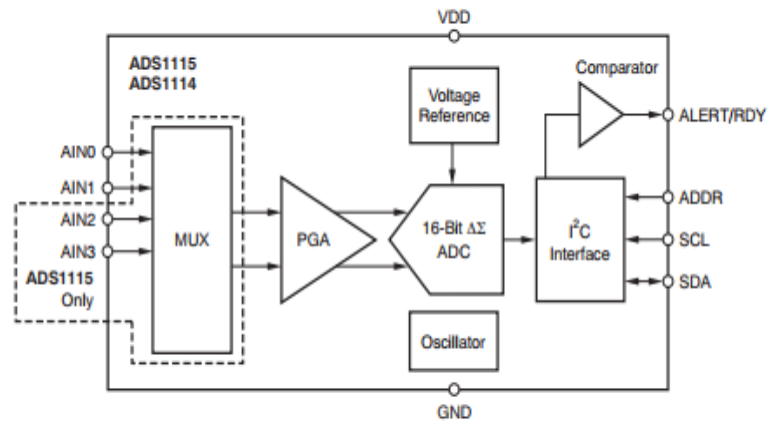 VDD
ADS1115
ADS1114
Comparator
Voltage
Reference
ALERT/RDY
AIN0
AIN1
AIN2
AIN3
MUX
PGA
16-Bit ΔΣ
ADC
I²C
Interface
ADDR
SCL
SDA
ADS1115
Only
Oscillator
GND